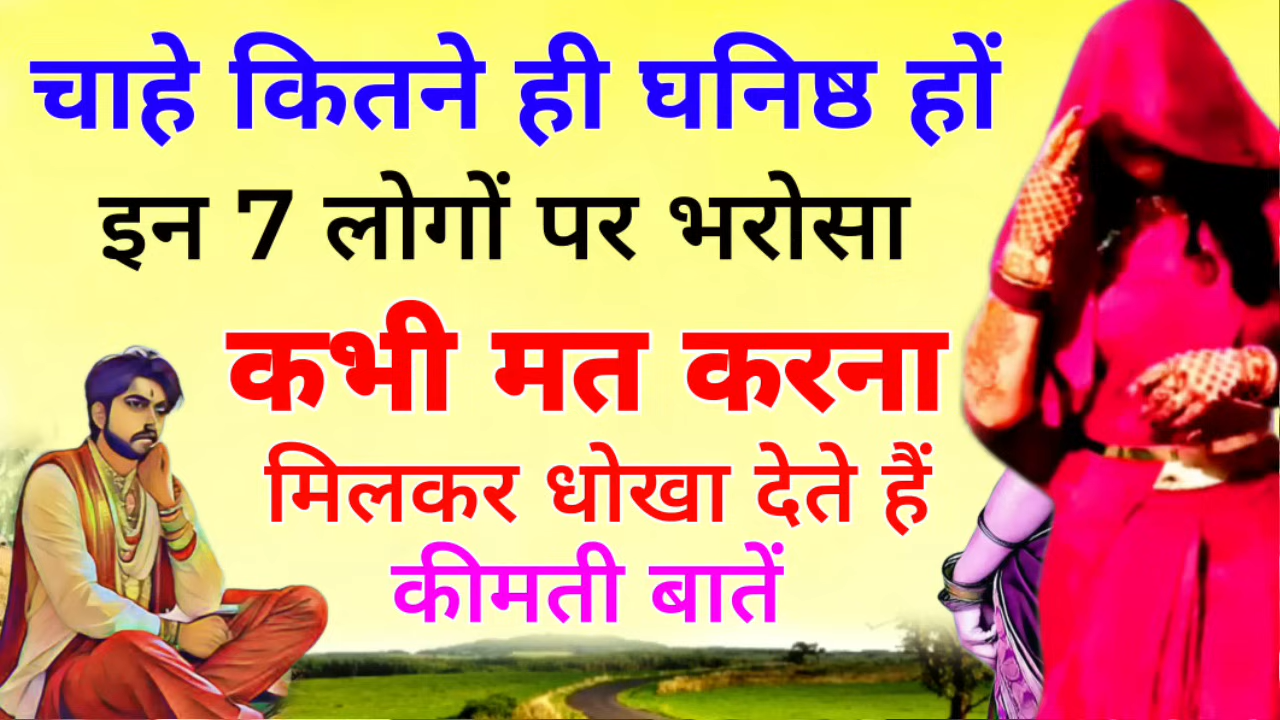 चाहे कितने ही घनिष्ठ हों
इन 7 लोगों पर भरोसा
कभी मत करना
मिलकर धोखा देते हैं
कीमती बातें